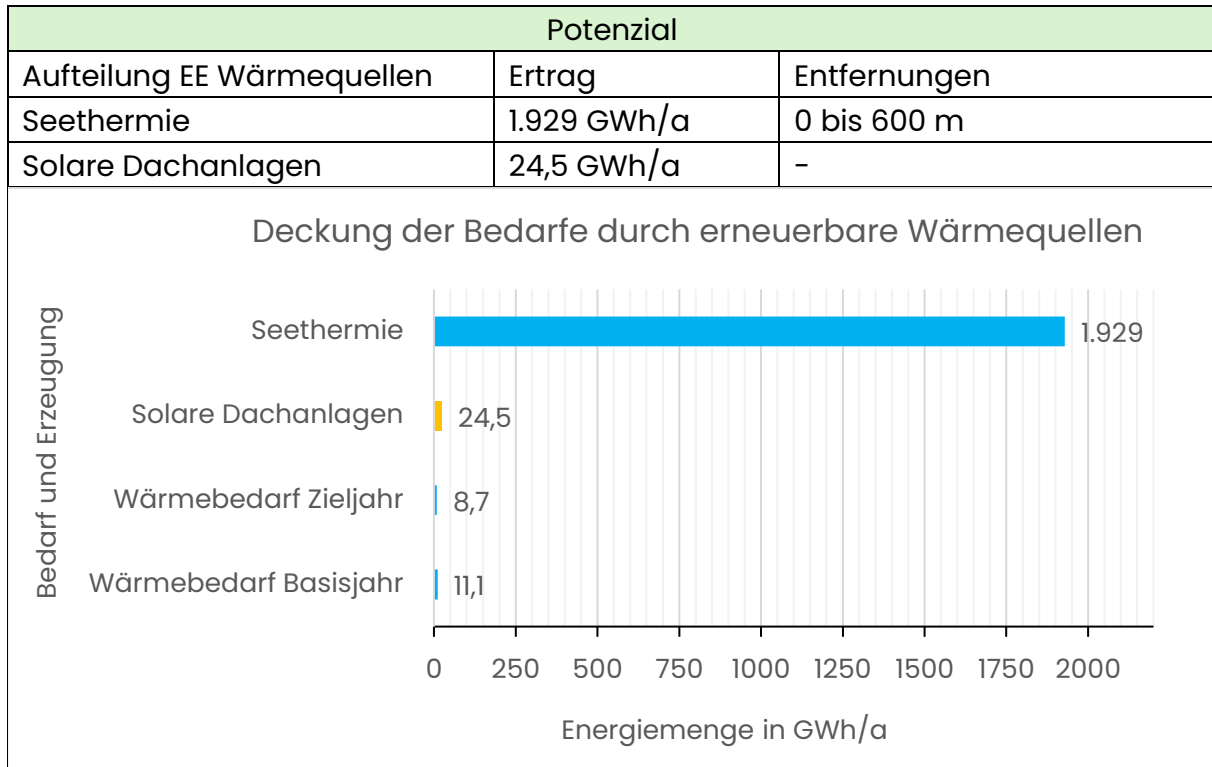 Potenzial
Aufteilung EE Wärmequellen Ertrag Entfernungen
Seethermie 1.929 GWh/a 0 bis 600 m
Solare Dachanlagen 24,5 GWh/a -
Deckung der Bedarfe durch erneuerbare Wärmequellen
Bedarf und Erzeugung
Seethermie 1.929
Solare Dachanlagen 24,5
Wärmebedarf Zieljahr 8,7
Wärmebedarf Basisjahr 11,1
0 250 500 750 1000 1250 1500 1750 2000
Energiemenge in GWh/a